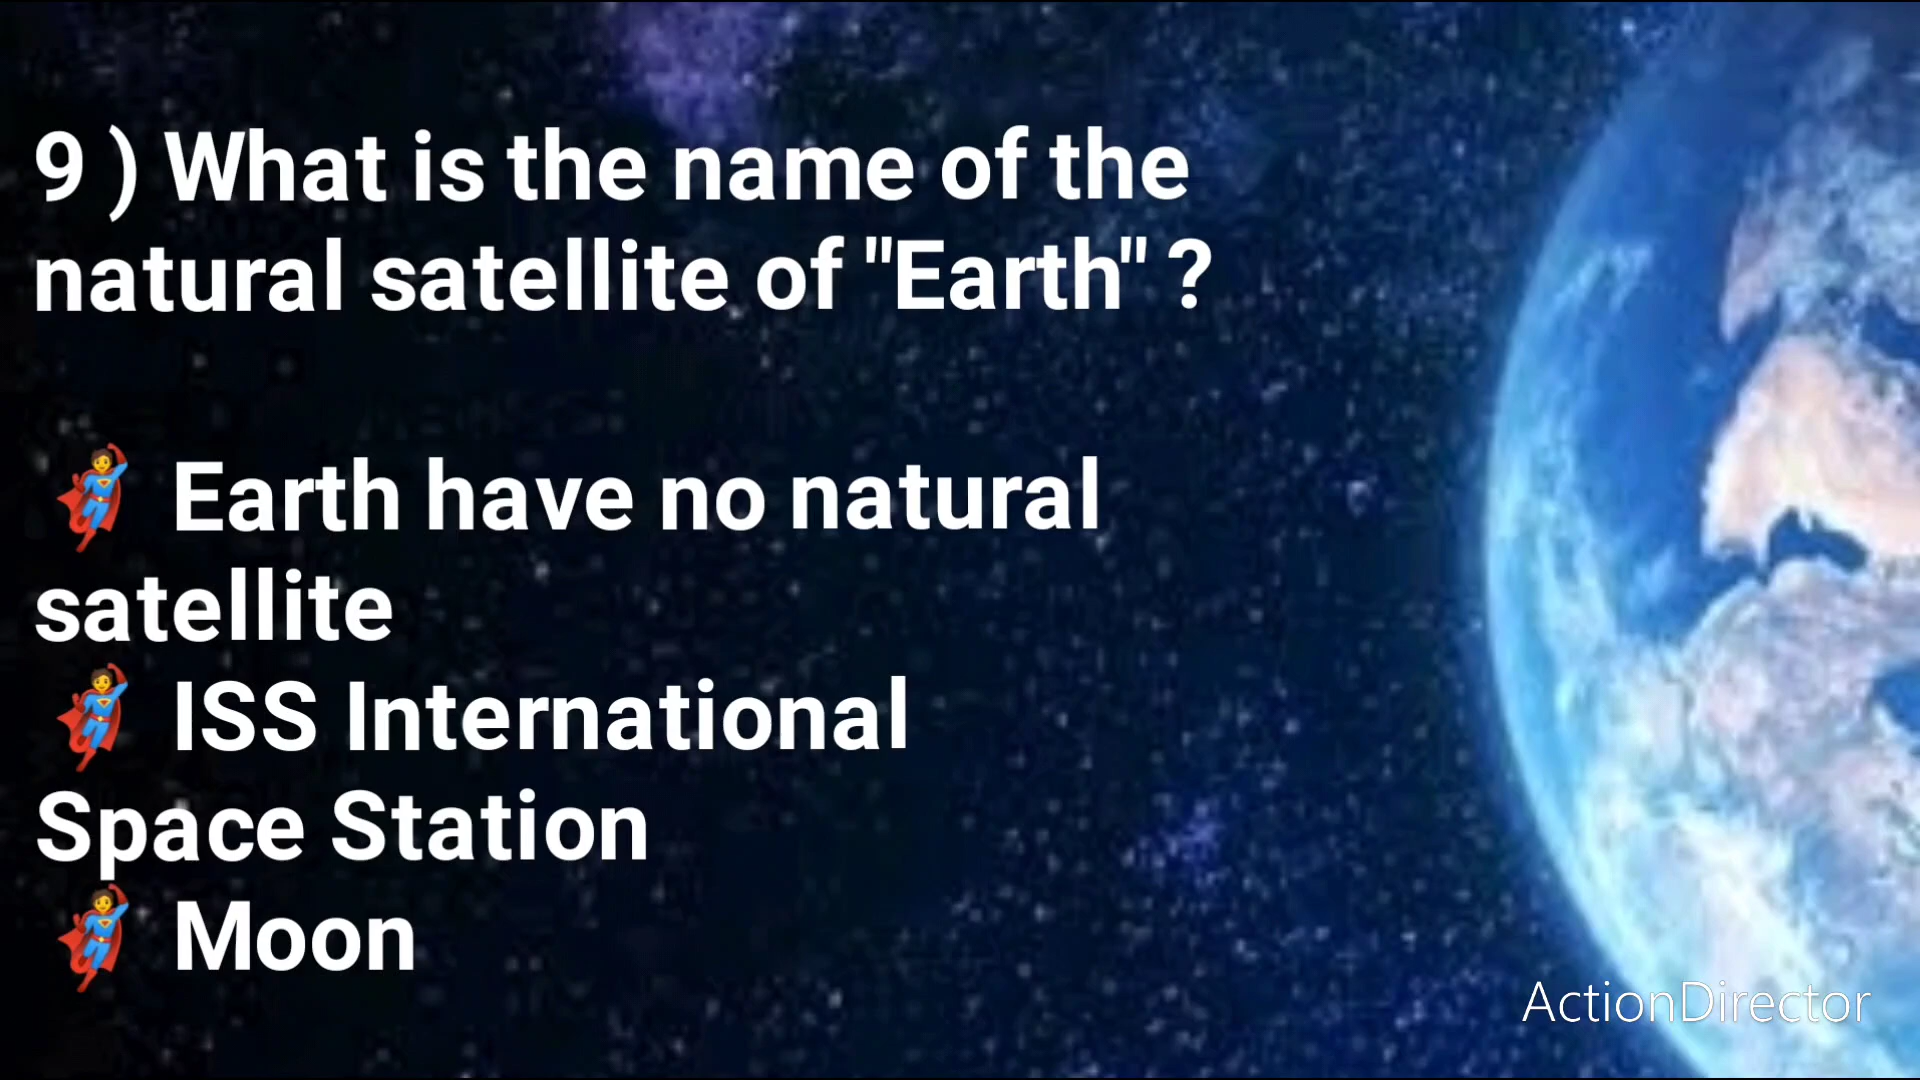 9 ) What is the name of the
natural satellite of "Earth" ?
🦸 Earth have no natural
satellite
🦸 ISS International
Space Station
🦸 Moon
ActionDirector